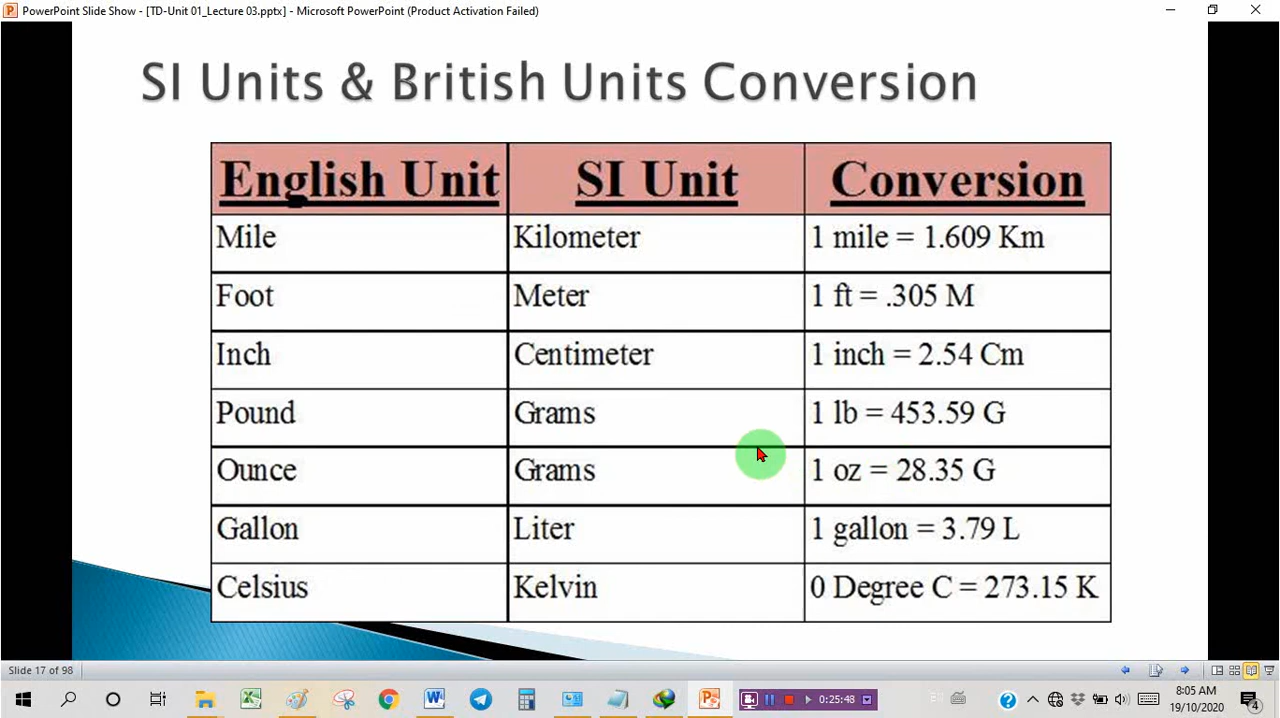 PowerPoint Slide Show - [TD-Unit 01_Lecture 03.pptx] - Microsoft PowerPoint (Product Activation Failed)
SI Units & British Units Conversion
English Unit SI Unit Conversion
Mile Kilometer 1 mile = 1.609 Km
Foot Meter 1 ft = .305 M
Inch Centimeter 1 inch = 2.54 Cm
Pound Grams 1 lb = 453.59 G
Ounce Grams 1 oz = 28.35 G
Gallon Liter 1 gallon = 3.79 L
Celsius Kelvin 0 Degree C = 273.15 K
Slide 17 of 98
0:25:48
8:05 AM
19/10/2020
4